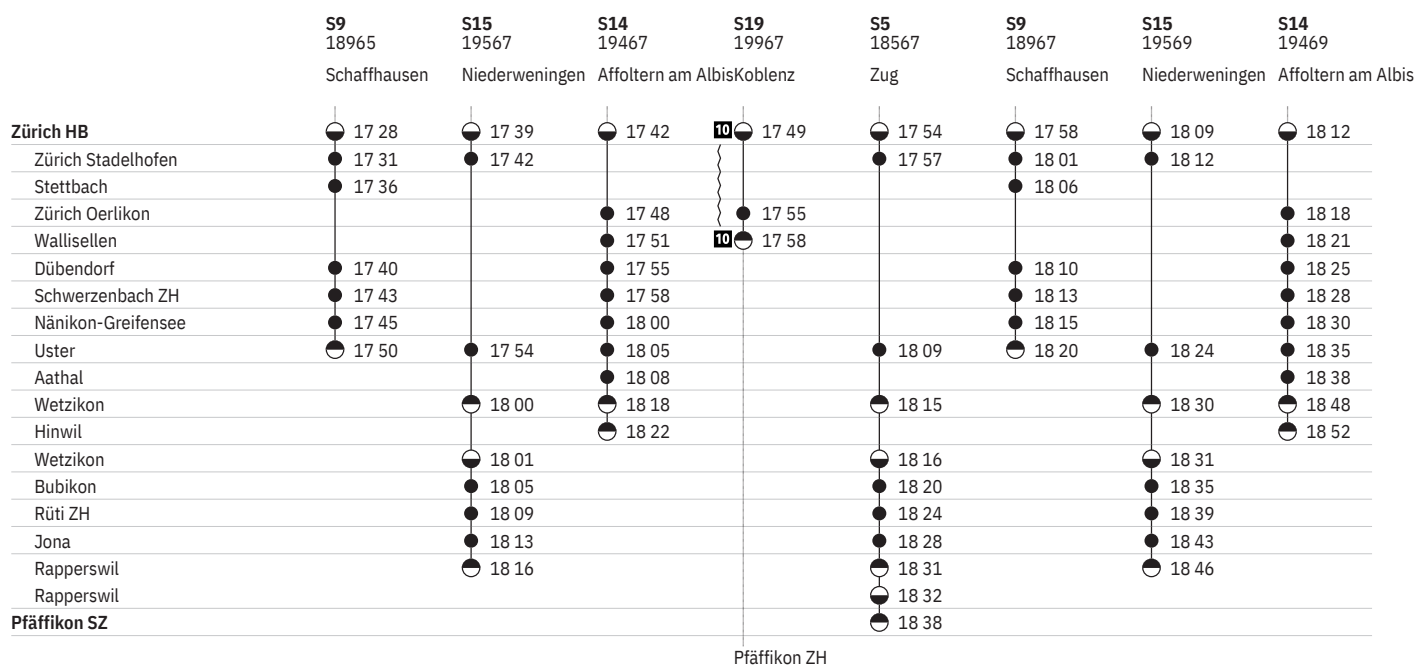 S9 S15 S14 S19 S5 S9 S15 S14
18965 19567 19467 19967 18567 18967 19569 19469
Schaffhausen Niederweningen Affoltern am Albis Koblenz Zug Schaffhausen Niederweningen Affoltern am Albis
Zürich HB 17 28 17 39 17 42 10 17 49 17 54 17 58 18 09 18 12
Zürich Stadelhofen 17 31 17 42 17 57 18 01 18 12
Stettbach 17 36 18 06
Zürich Oerlikon 17 48 17 55 18 18
Wallisellen 17 51 10 17 58 18 21
Dübendorf 17 40 17 55 18 10 18 25
Schwerzenbach ZH 17 43 17 58 18 13 18 28
Nänikon-Greifensee 17 45 18 00 18 15 18 30
Uster 17 50 17 54 18 05 18 09 18 20 18 24 18 35
Aathal 18 08 18 38
Wetzikon 18 00 18 18 18 15 18 30 18 48
Hinwil 18 22 18 52
Wetzikon 18 01 18 16 18 31
Bubikon 18 05 18 20 18 35
Rüti ZH 18 09 18 24 18 39
Jona 18 13 18 28 18 43
Rapperswil 18 16 18 31 18 46
Rapperswil 18 32
Pfäffikon SZ 18 38
Pfäffikon ZH